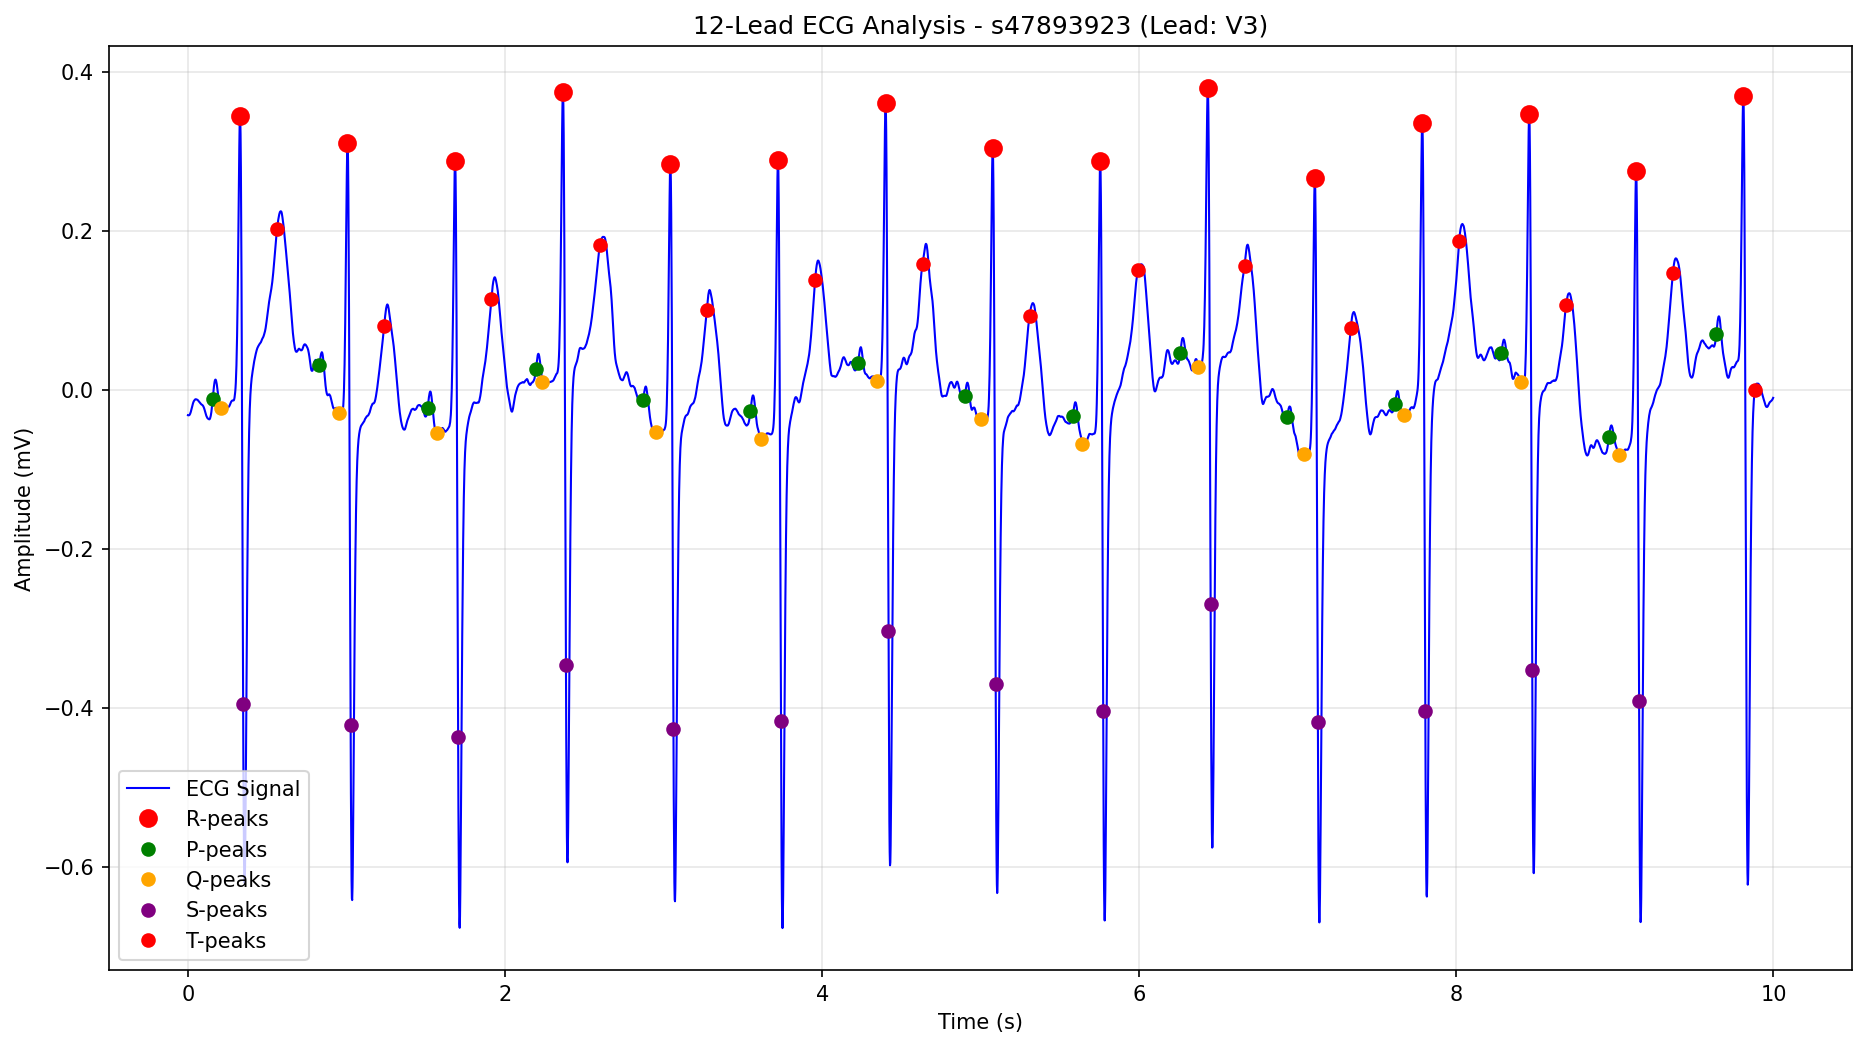 12-Lead ECG Analysis - s47893923 (Lead: V3)
Amplitude (mV)
0.4
0.2
0.0
−0.2
−0.4
−0.6
ECG Signal
R-peaks
P-peaks
Q-peaks
S-peaks
T-peaks
0
2
4
6
8
10
Time (s)